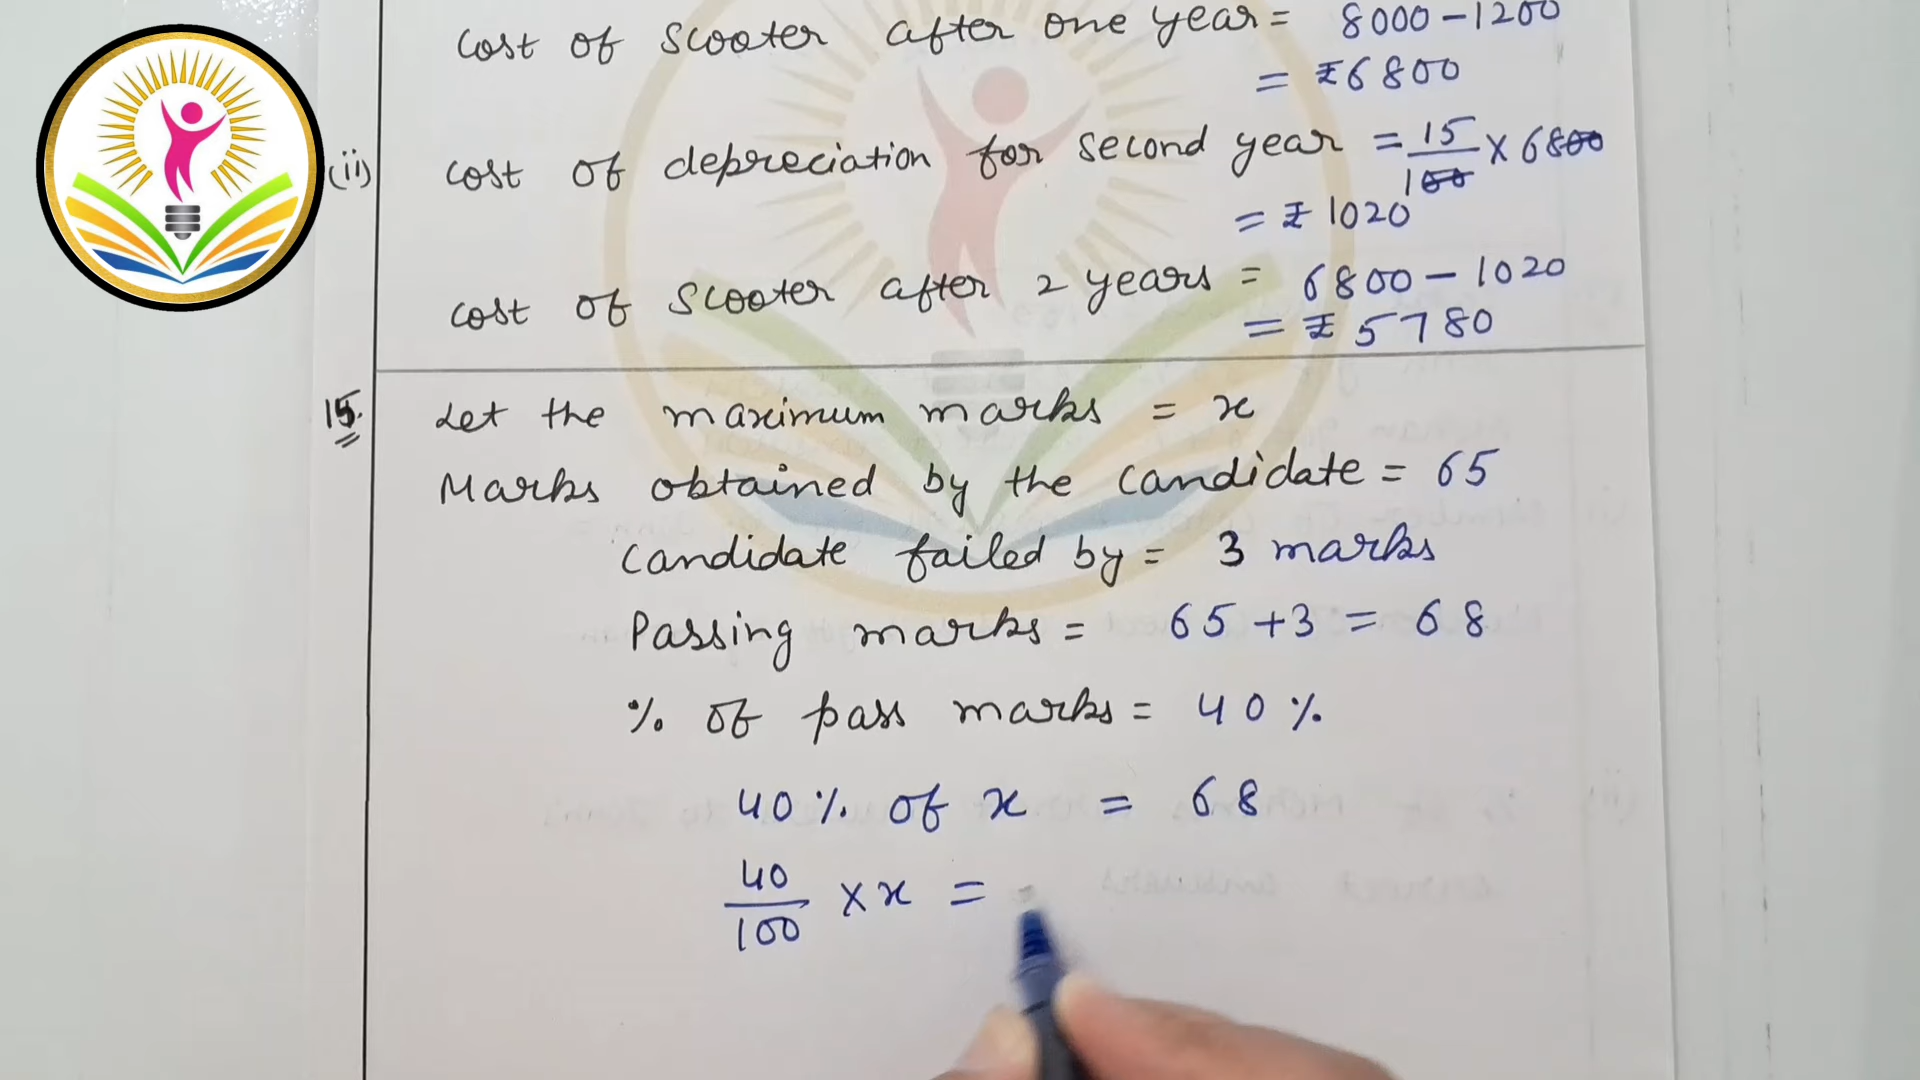 Cost of Scooter after one year = 8000 - 1200
= ₹6800
(ii) Cost of depreciation for second year = 15/100 × 6800
= ₹ 1020
Cost of Scooter after 2 years = 6800 - 1020
= ₹ 5780
15. Let the maximum marks = x
Marks obtained by the candidate = 65
Candidate failed by = 3 marks
Passing marks = 65 + 3 = 68
% of pass marks = 40 %
40 % of x = 68
40/100 × x =